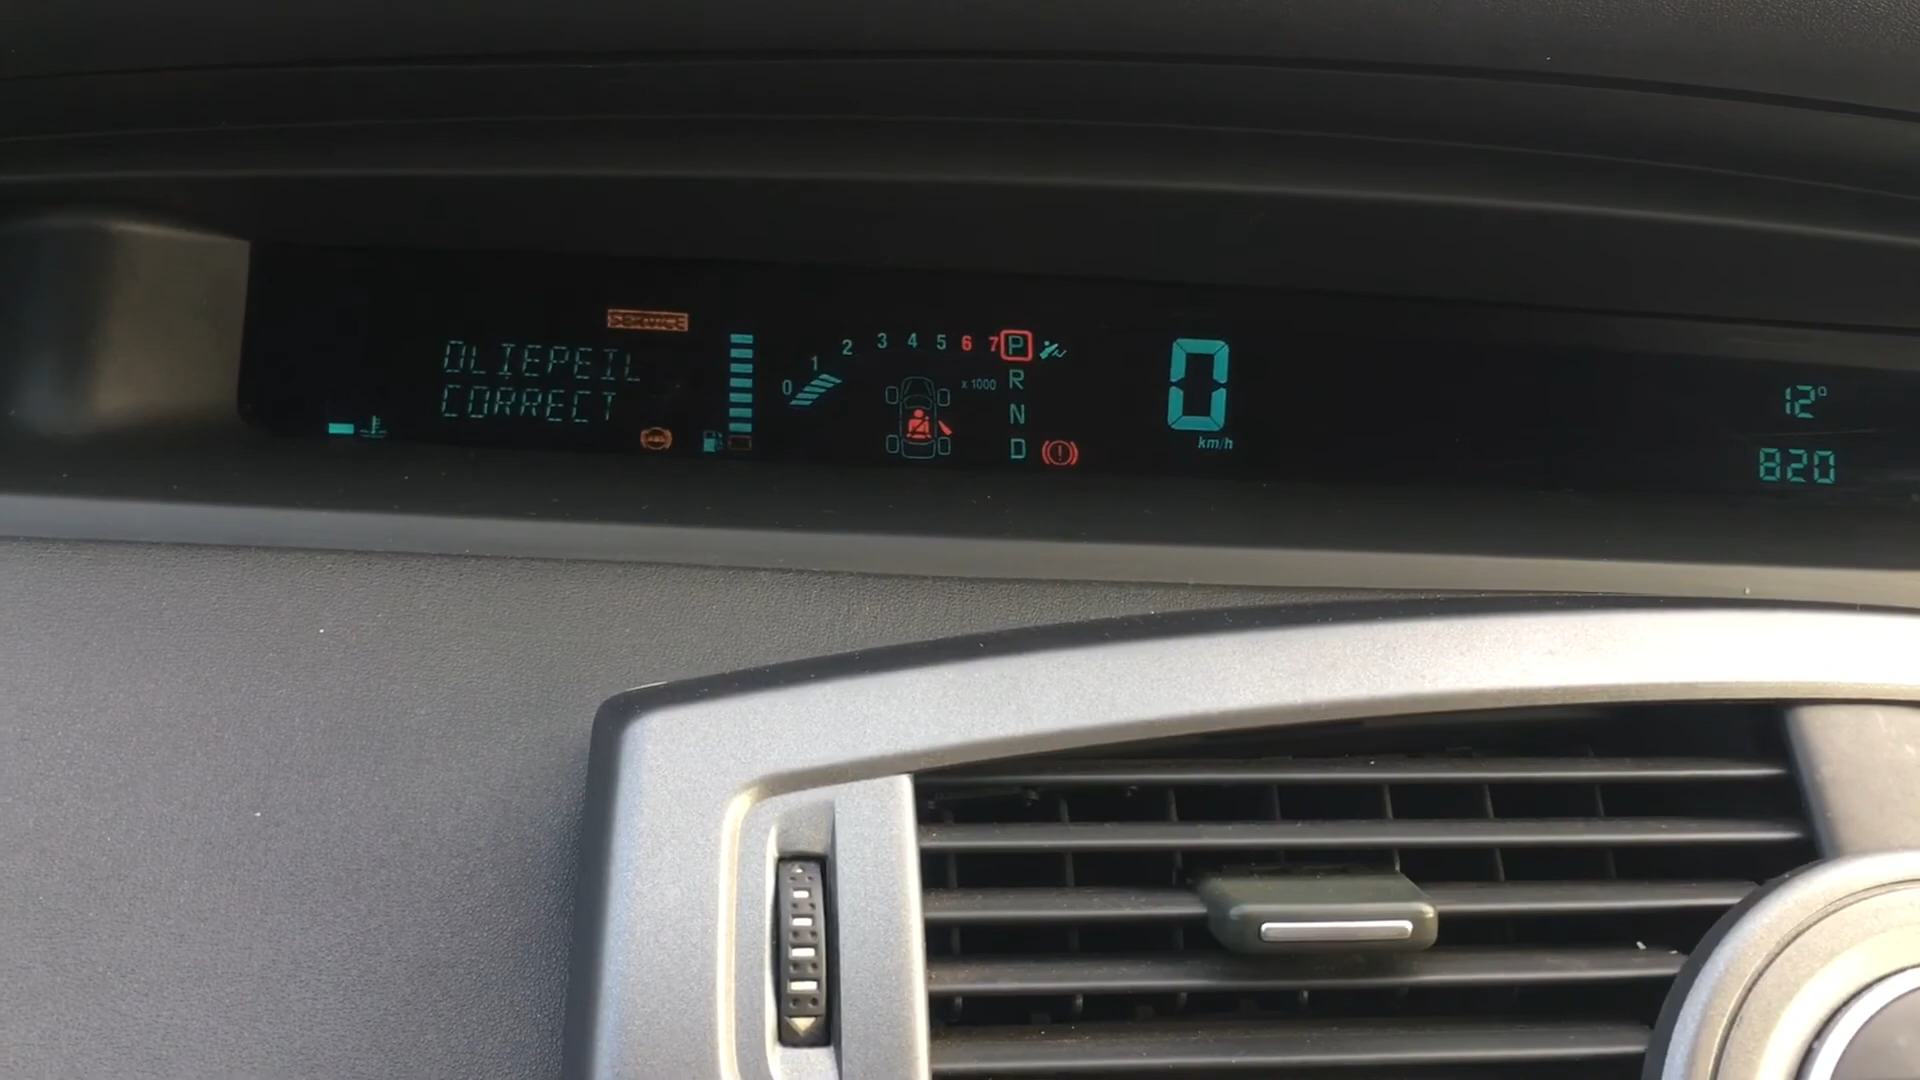 SERVICE
OLIEPEIL
CORRECT
0 1 2 3 4 5 6 7
x 1000
P
R
N
D
0
km/h
12°
820